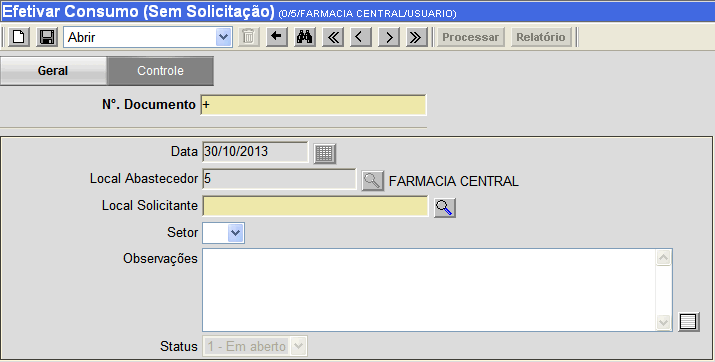 Efetivar Consumo (Sem Solicitação) (0/5/FARMACIA CENTRAL/USUARIO)
Abrir Processar Relatório
Geral Controle
Nº. Documento +
Data 30/10/2013
Local Abastecedor 5 FARMACIA CENTRAL
Local Solicitante
Setor
Observações
Status 1 - Em aberto